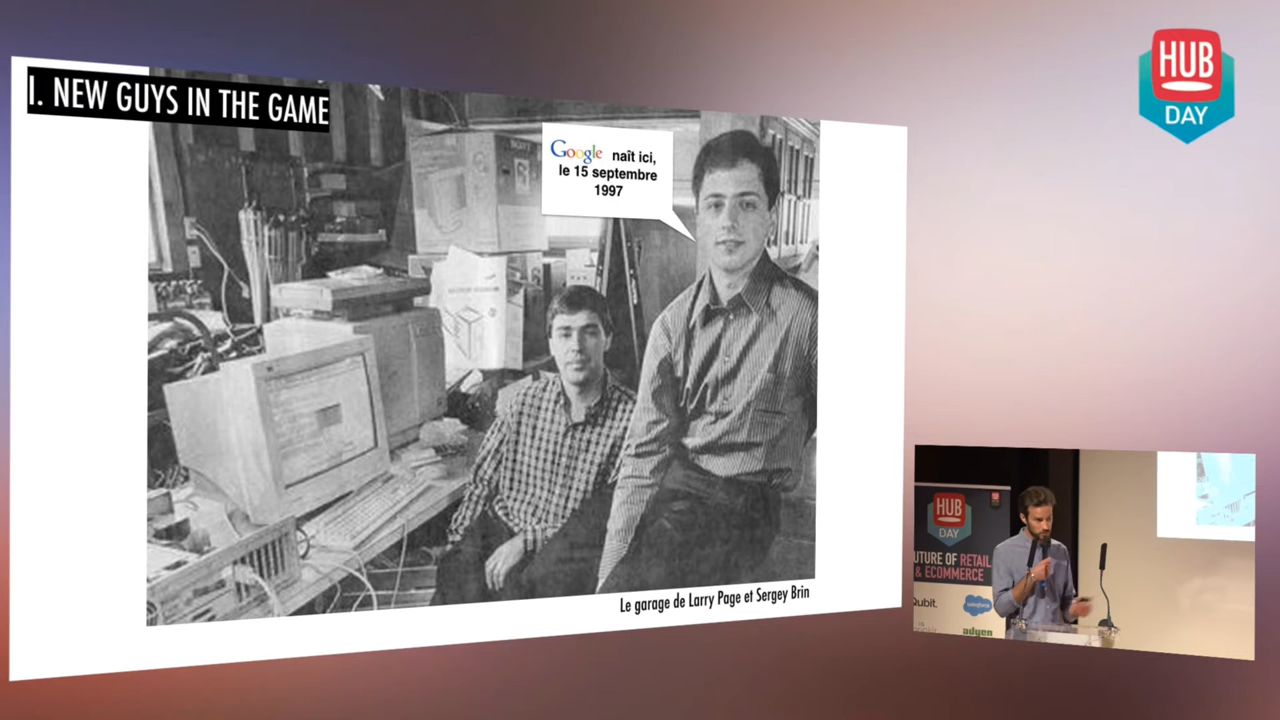 I. NEW GUYS IN THE GAME
Google naît ici,
le 15 septembre
1997
Le garage de Larry Page et Sergey Brin
HUB
DAY
HUB
DAY
UTURE OF RETAIL
& ECOMMERCE
Qubit.
salesforce
adyen